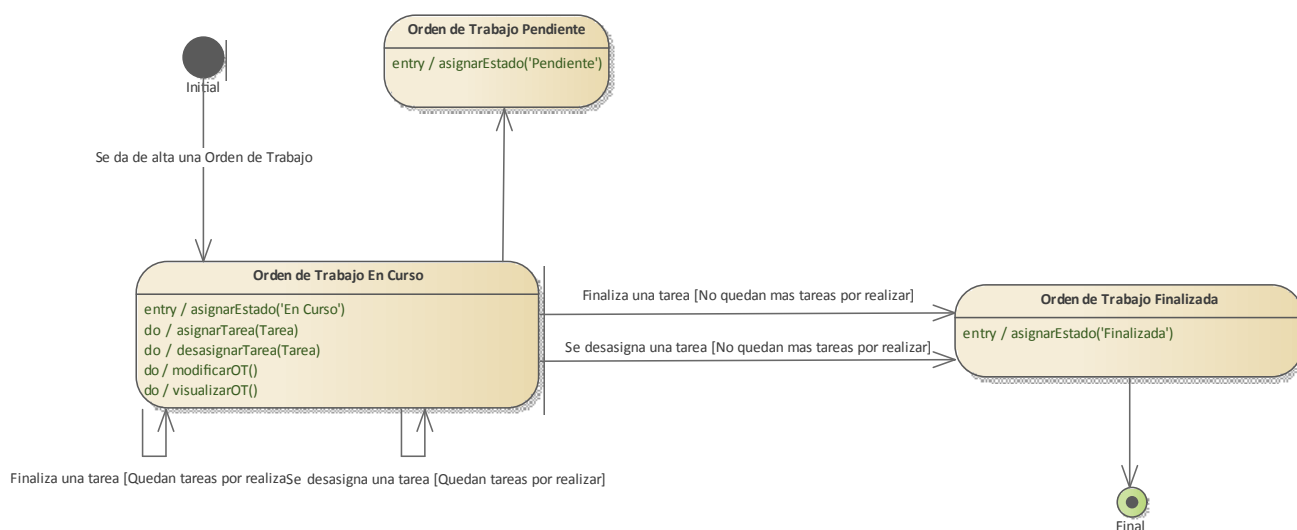 Orden de Trabajo Pendiente
entry / asignarEstado('Pendiente')
Initial
Se da de alta una Orden de Trabajo
Orden de Trabajo En Curso
entry / asignarEstado('En Curso')
do / asignarTarea(Tarea)
do / desasignarTarea(Tarea)
do / modificarOT()
do / visualizarOT()
Finaliza una tarea [No quedan mas tareas por realizar]
Se desasigna una tarea [No quedan mas tareas por realizar]
Orden de Trabajo Finalizada
entry / asignarEstado('Finalizada')
Finaliza una tarea [Quedan tareas por realiza
Se desasigna una tarea [Quedan tareas por realizar]
Final